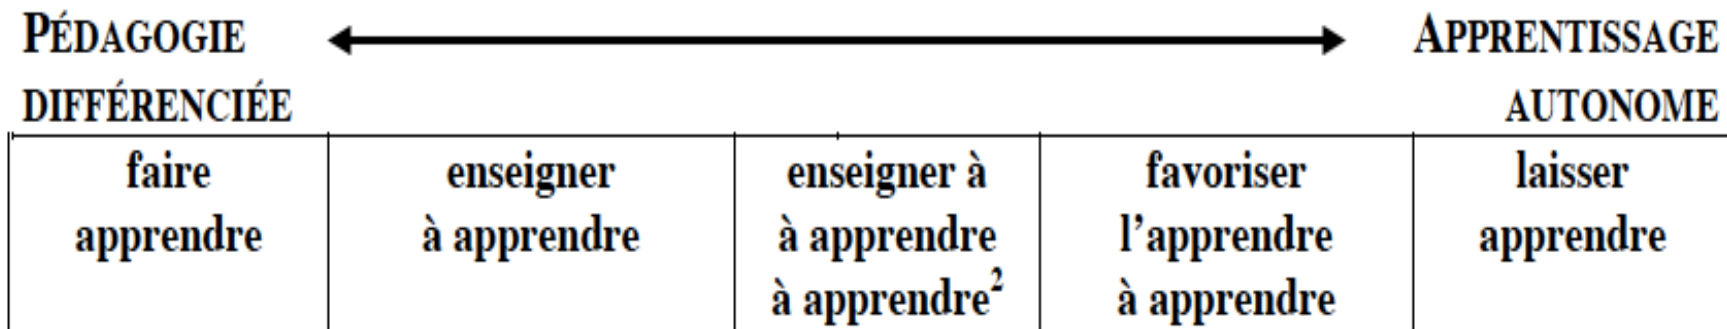 PÉDAGOGIE
DIFFÉRENCIÉE
APPRENTISSAGE
AUTONOME
faire
apprendre
enseigner
à apprendre
enseigner à
à apprendre
à apprendre²
favoriser
l’apprendre
à apprendre
laisser
apprendre